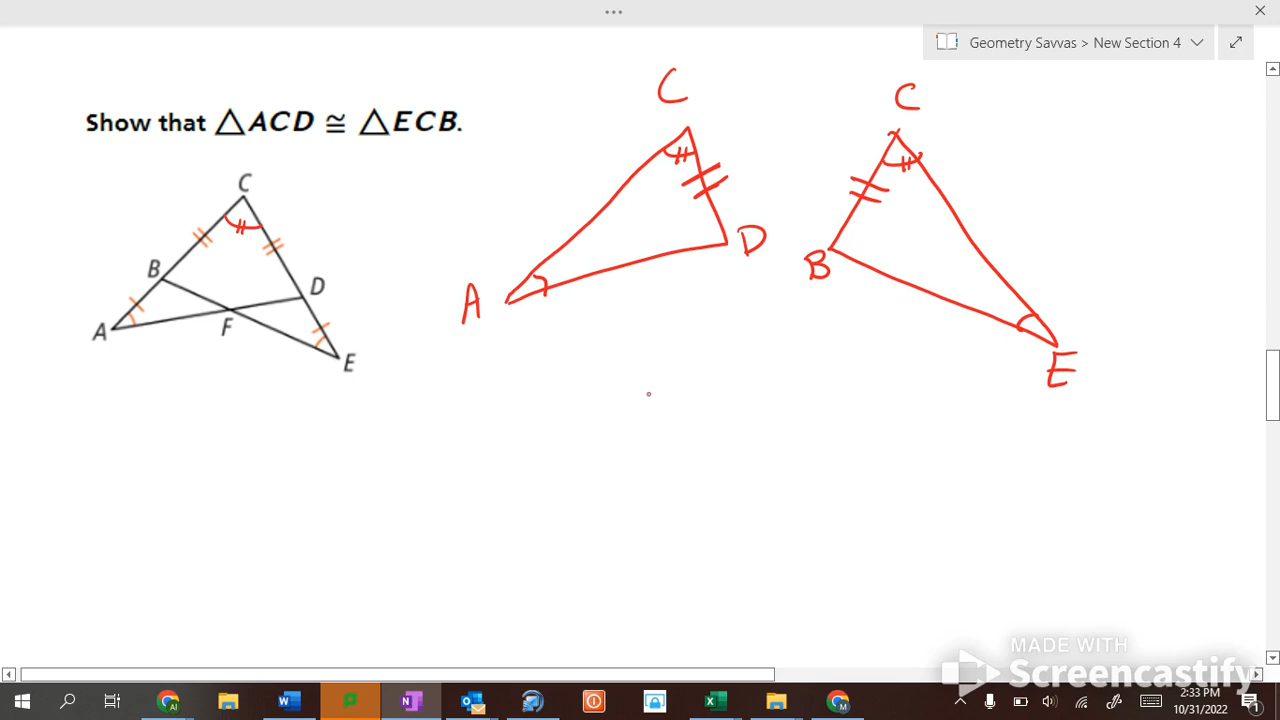 Geometry Savvas > New Section 4
Show that △ACD ≅ △ECB.
C
B
D
A
F
E
C
A
D
C
B
E
MADE WITH
Screencastify
2:33 PM
10/31/2022